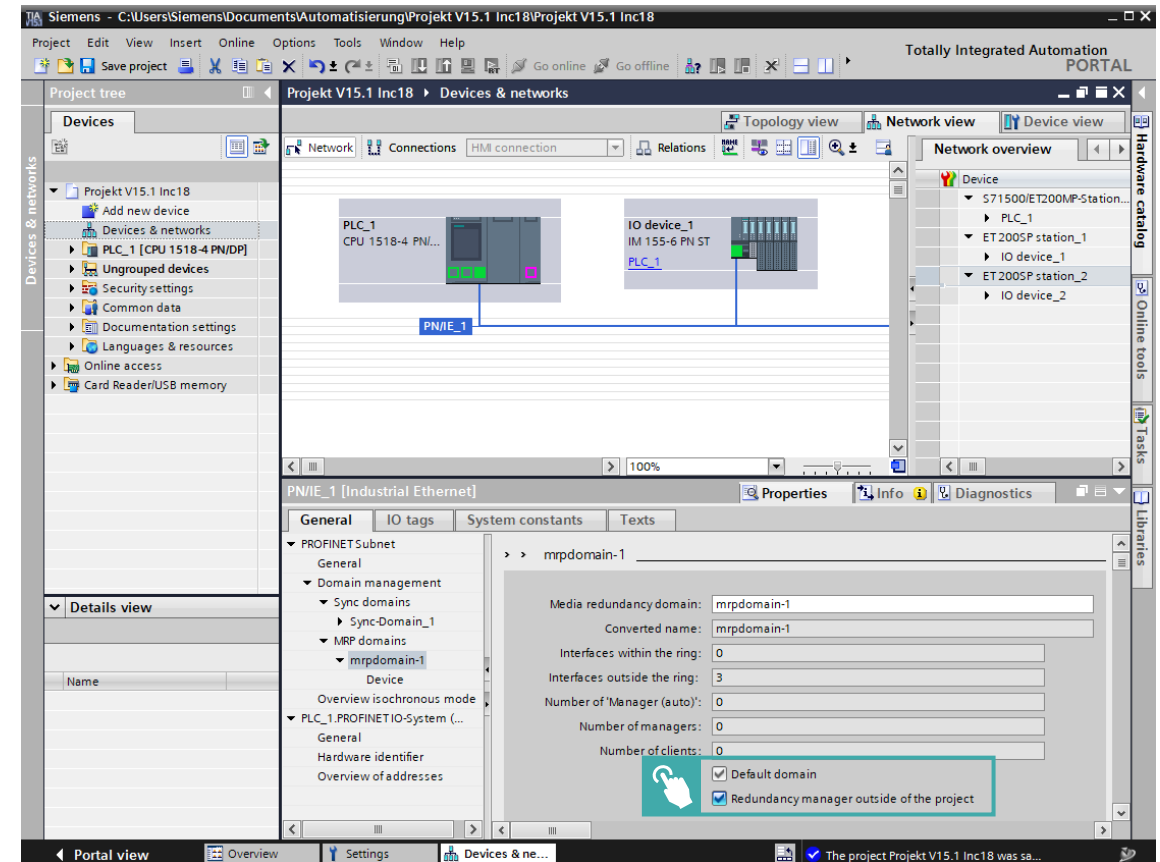 Siemens - C:\Users\Siemens\Documents\Automatisierung\Projekt V15.1 Inc18\Projekt V15.1 Inc18
Project Edit View Insert Online Options Tools Window Help
Totally Integrated Automation
PORTAL
Save project
Go online
Go offline
Project tree
Projekt V15.1 Inc18 Devices & networks
Devices
Topology view
Network view
Device view
Network
Connections
HMI connection
Relations
Network overview
Devices & networks
Projekt V15.1 Inc18
Add new device
Devices & networks
PLC_1 [CPU 1518-4 PN/DP]
Ungrouped devices
Security settings
Common data
Documentation settings
Languages & resources
Online access
Card Reader/USB memory
PLC_1
CPU 1518-4 PN/...
IO device_1
IM 155-6 PN ST
PLC_1
PN/IE_1
Device
S71500/ET200MP-Station...
PLC_1
ET200SP station_1
IO device_1
ET200SP station_2
IO device_2
Hardware catalog
Online tools
Tasks
Libraries
100%
PN/IE_1 [Industrial Ethernet]
Properties
Info
Diagnostics
General
IO tags
System constants
Texts
PROFINET Subnet
General
Domain management
Sync domains
Sync-Domain_1
MRP domains
mrpdomain-1
Device
Overview isochronous mode
PLC_1.PROFINET IO-System (...
General
Hardware identifier
Overview of addresses
> > mrpdomain-1
Media redundancy domain: mrpdomain-1
Converted name: mrpdomain-1
Interfaces within the ring: 0
Interfaces outside the ring: 3
Number of 'Manager (auto)': 0
Number of managers: 0
Number of clients: 0
Default domain
Redundancy manager outside of the project
Details view
Name
Portal view
Overview
Settings
Devices & ne...
The project Projekt V15.1 Inc18 was sa...